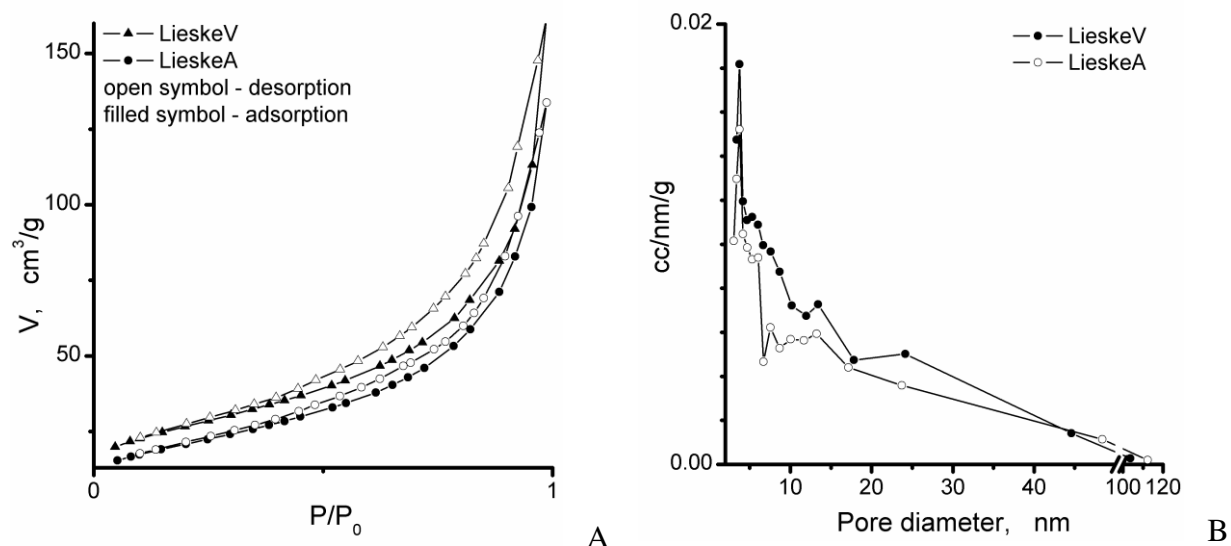 150
LieskeV
LieskeA
open symbol - desorption
filled symbol - adsorption
100
50
V, cm³/g
0
1
P/P₀
A
0.02
LieskeV
LieskeA
cc/nm/g
0.00
10
20
30
40
100
120
Pore diameter, nm
B